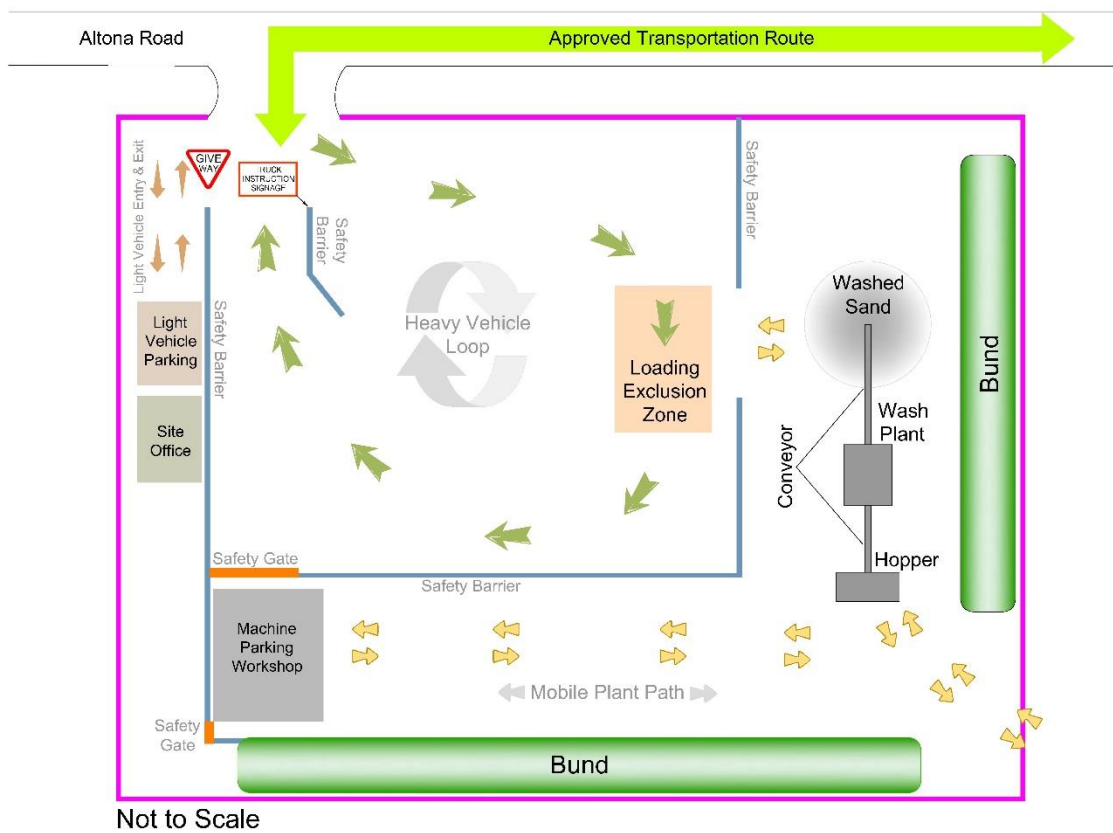 Altona Road
Approved Transportation Route
Light Vehicle Entry & Exit
GIVE
WAY
TRUCK
INSTRUCTION
SIGNAGE
Safety
Barrier
Safety Barrier
Heavy Vehicle
Loop
Washed
Sand
Light
Vehicle
Parking
Safety Barrier
Loading
Exclusion
Zone
Bund
Site
Office
Wash
Plant
Conveyor
Safety Gate
Safety Barrier
Hopper
Machine
Parking
Workshop
Mobile Plant Path
Safety
Gate
Bund
Not to Scale